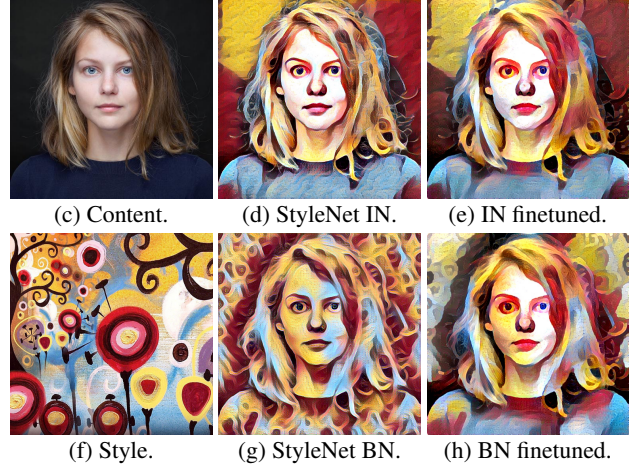 (c) Content.
(d) StyleNet IN.
(e) IN finetuned.
(f) Style.
(g) StyleNet BN.
(h) BN finetuned.